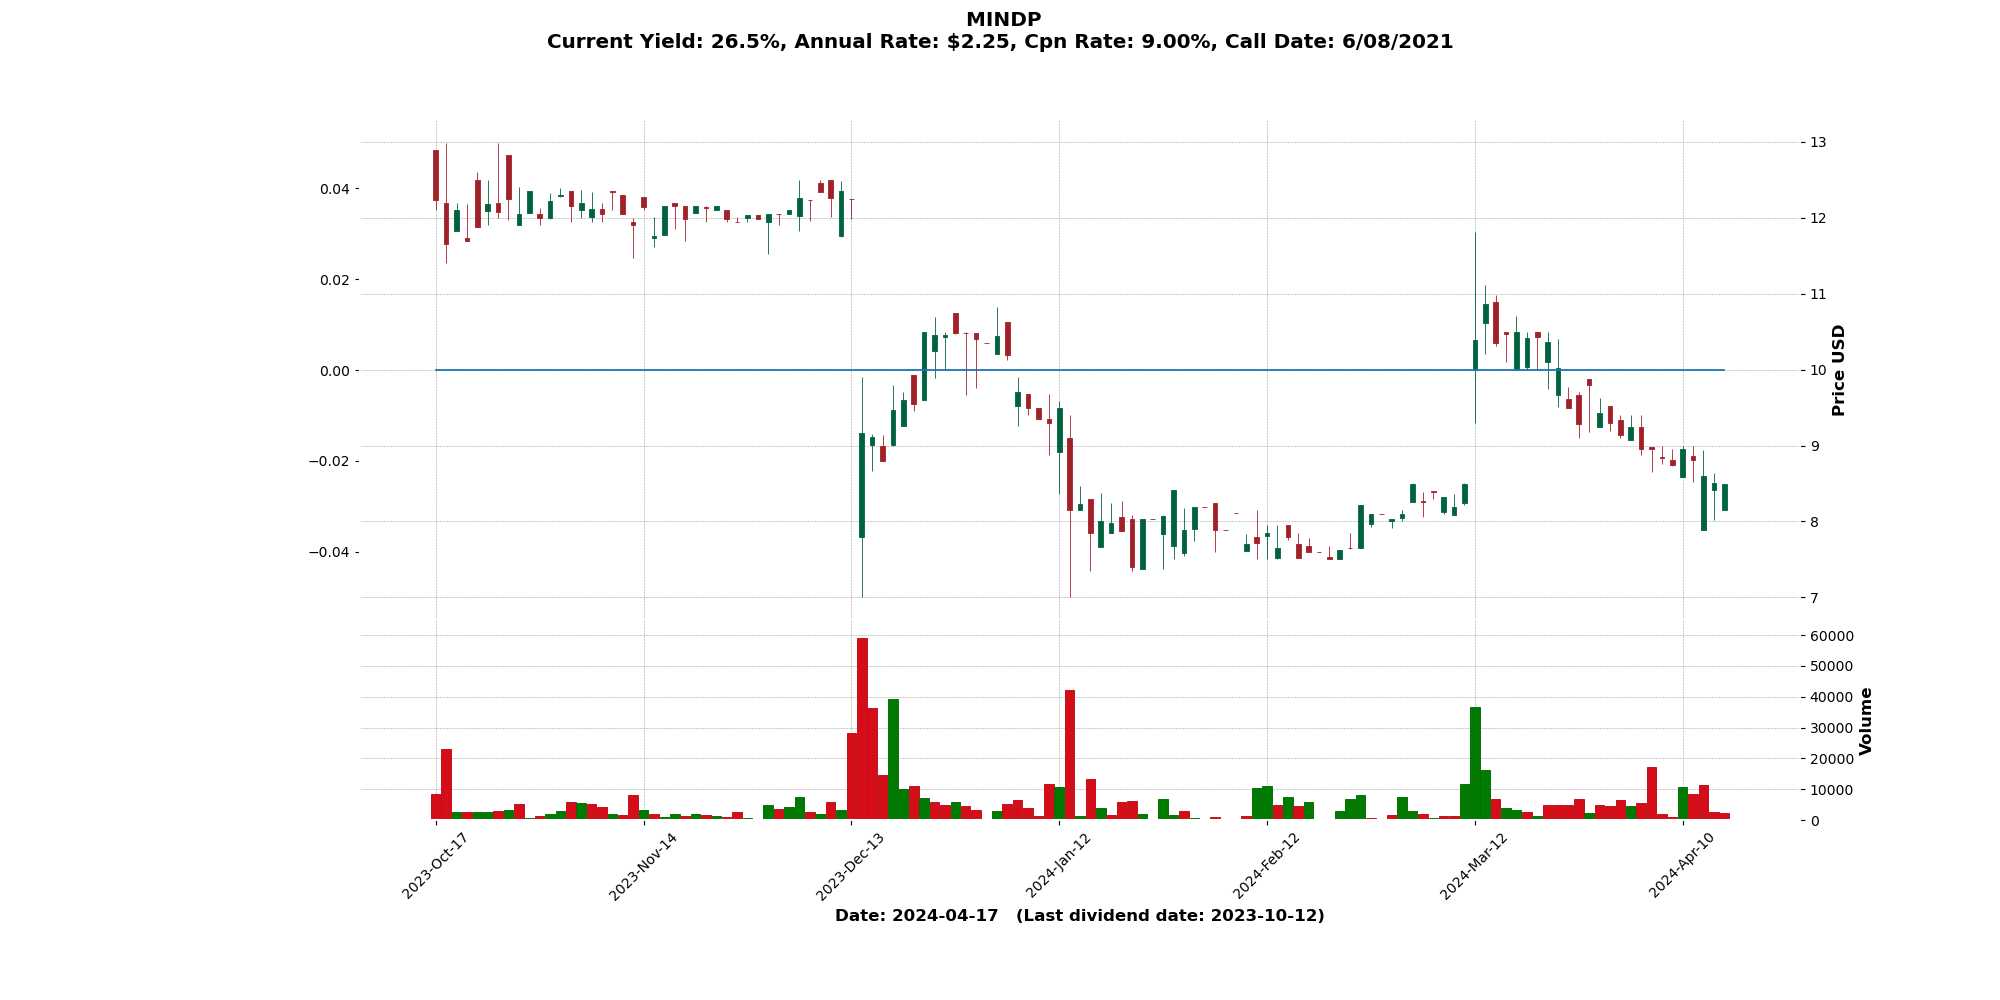 MINDP
Current Yield: 26.5%, Annual Rate: $2.25, Cpn Rate: 9.00%, Call Date: 6/08/2021
0.04
0.02
0.00
−0.02
−0.04
13
12
11
10
9
8
7
Price USD
60000
50000
40000
30000
20000
10000
0
Volume
2023-Oct-17
2023-Nov-14
2023-Dec-13
2024-Jan-12
2024-Feb-12
2024-Mar-12
2024-Apr-10
Date: 2024-04-17   (Last dividend date: 2023-10-12)